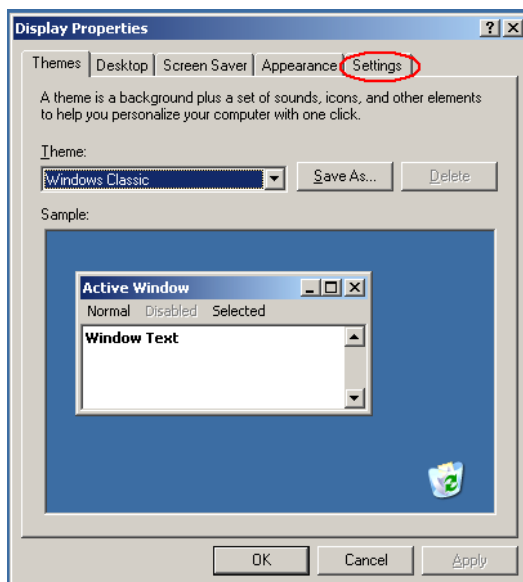 Display Properties
Themes Desktop Screen Saver Appearance Settings
A theme is a background plus a set of sounds, icons, and other elements
to help you personalize your computer with one click.
Theme:
Windows Classic Save As... Delete
Sample:
Active Window
Normal Disabled Selected
Window Text
OK Cancel Apply